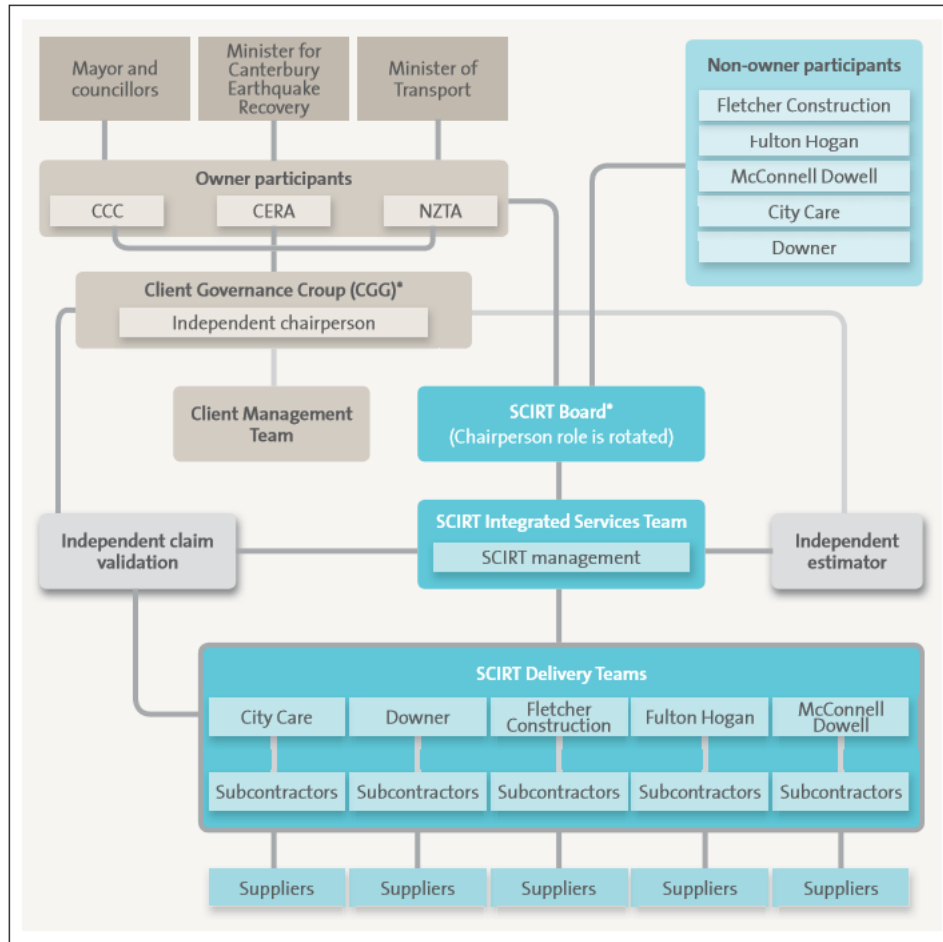 Mayor and
councillors
Minister for
Canterbury
Earthquake
Recovery
Minister of
Transport
Non-owner participants
Fletcher Construction
Fulton Hogan
McConnell Dowell
City Care
Downer
Owner participants
CCC
CERA
NZTA
Client Governance Croup (CGG)*
Independent chairperson
Client Management
Team
SCIRT Board*
(Chairperson role is rotated)
Independent claim
validation
SCIRT Integrated Services Team
SCIRT management
Independent
estimator
SCIRT Delivery Teams
City Care
Downer
Fletcher
Construction
Fulton Hogan
McConnell
Dowell
Subcontractors
Subcontractors
Subcontractors
Subcontractors
Subcontractors
Suppliers
Suppliers
Suppliers
Suppliers
Suppliers